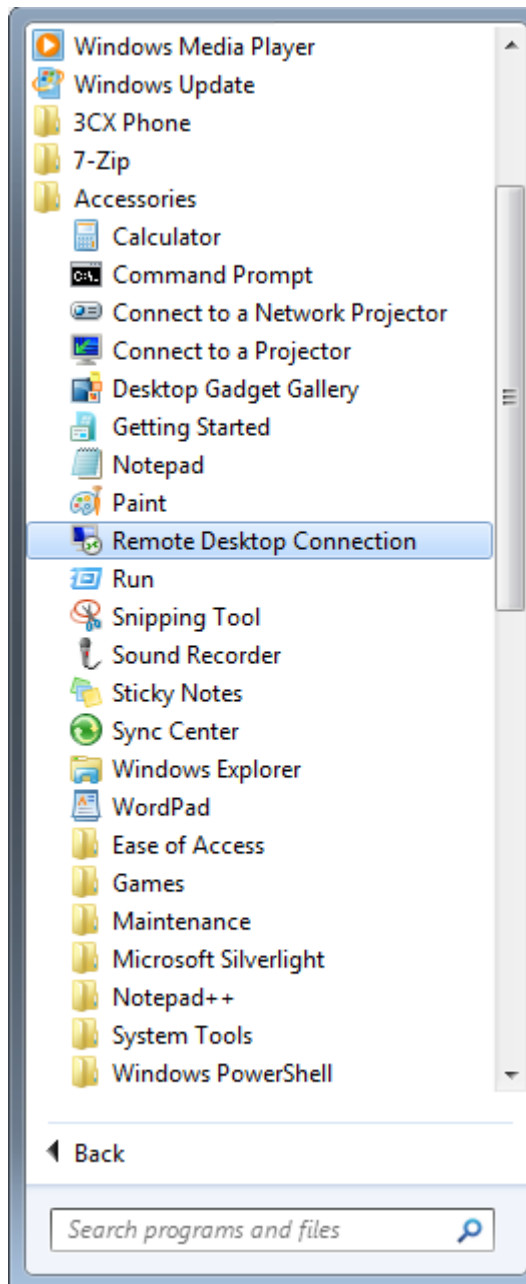 Windows Media Player
Windows Update
3CX Phone
7-Zip
Accessories
Calculator
C:\.
Command Prompt
Connect to a Network Projector
Connect to a Projector
Desktop Gadget Gallery
Getting Started
Notepad
Paint
Remote Desktop Connection
Run
Snipping Tool
Sound Recorder
Sticky Notes
Sync Center
Windows Explorer
WordPad
Ease of Access
Games
Maintenance
Microsoft Silverlight
Notepad++
System Tools
Windows PowerShell
Back
Search programs and files